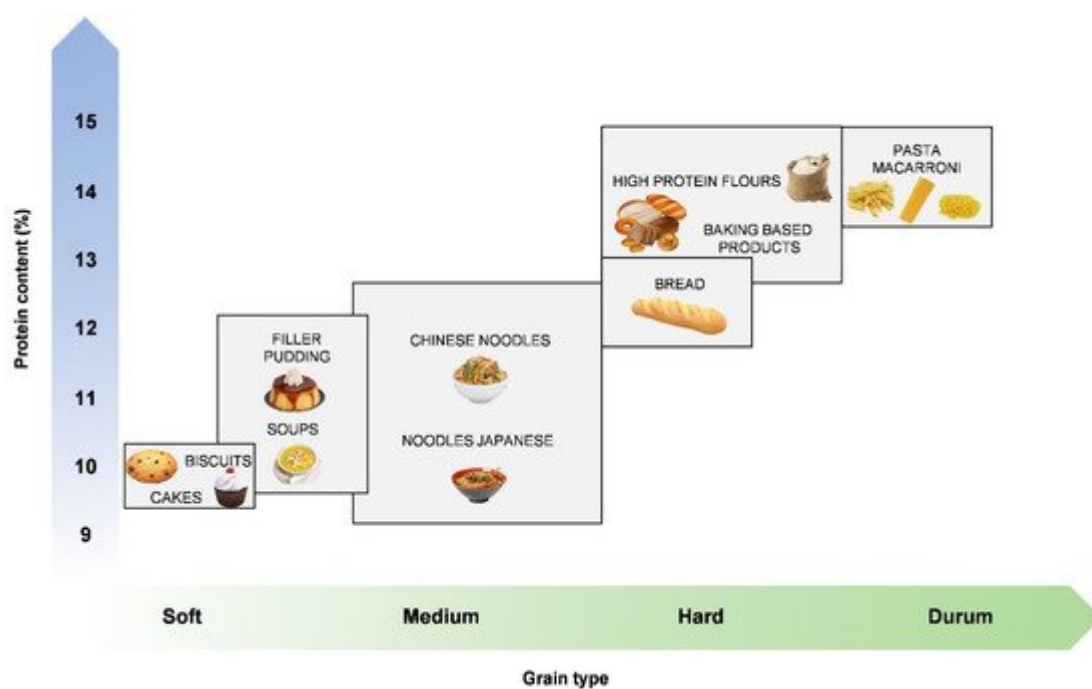 Protein content (%)
15
14
13
12
11
10
9
PASTA
MACARRONI
HIGH PROTEIN FLOURS
BAKING BASED
PRODUCTS
BREAD
FILLER
PUDDING
SOUPS
CHINESE NOODLES
NOODLES JAPANESE
BISCUITS
CAKES
Soft Medium Hard Durum
Grain type